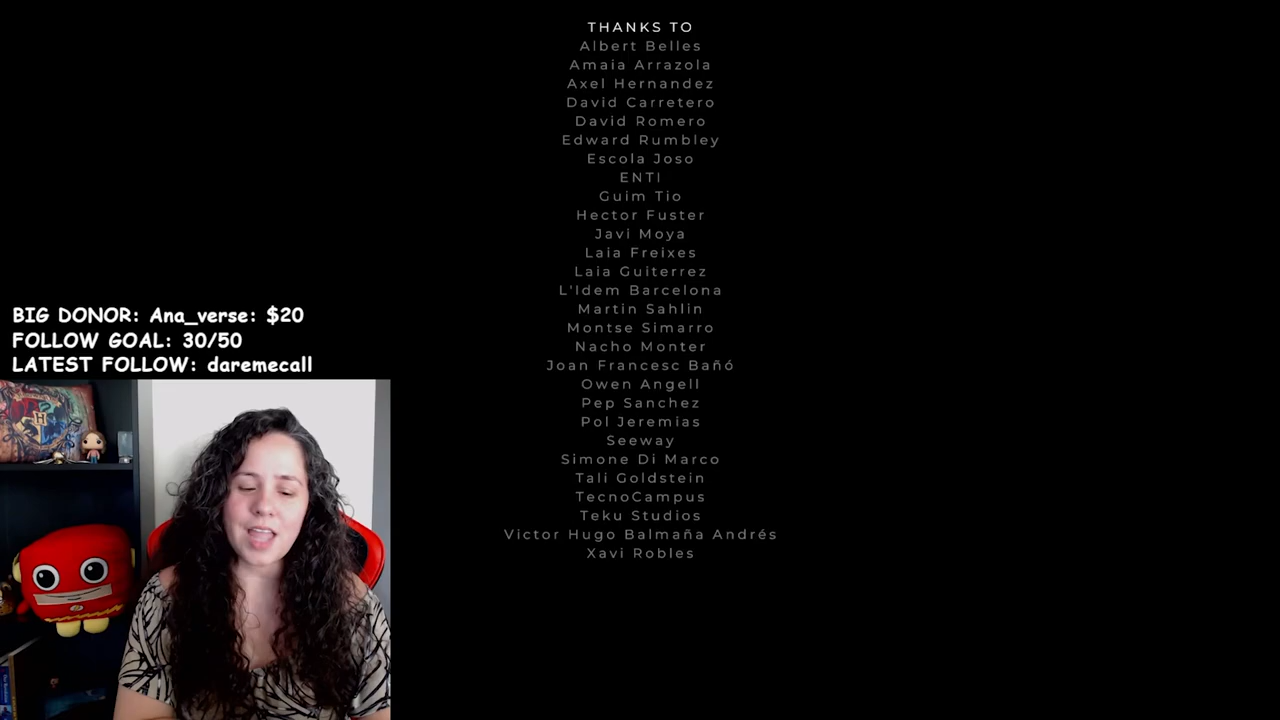 THANKS TO
Albert Belles
Amaia Arrazola
Axel Hernandez
David Carretero
David Romero
Edward Rumbley
Escola Joso
ENTI
Guim Tio
Hector Fuster
Javi Moya
Laia Freixes
Laia Guiterrez
L'Idem Barcelona
Martin Sahlin
Montse Simarro
Nacho Monter
Joan Francesc Bañó
Owen Angell
Pep Sanchez
Pol Jeremias
Seeway
Simone Di Marco
Tali Goldstein
TecnoCampus
Teku Studios
Victor Hugo Balmaña Andrés
Xavi Robles
BIG DONOR: Ana_verse: $20
FOLLOW GOAL: 30/50
LATEST FOLLOW: daremecall
H